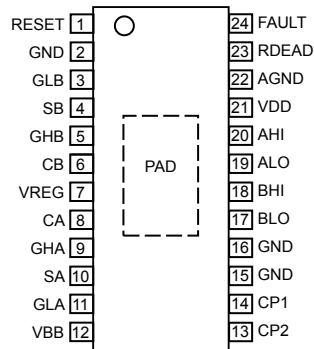 RESET 1 24 FAULT
GND 2 23 RDEAD
GLB 3 22 AGND
SB 4 21 VDD
GHB 5 20 AHI
CB 6 PAD 19 ALO
VREG 7 18 BHI
CA 8 17 BLO
GHA 9 16 GND
SA 10 15 GND
GLA 11 14 CP1
VBB 12 13 CP2